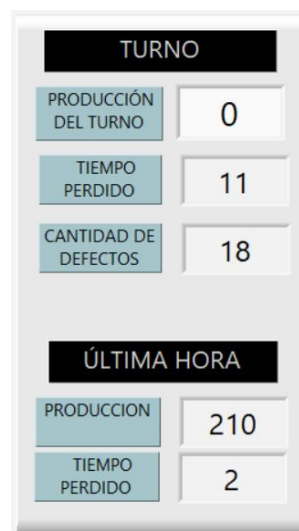 TURNO
PRODUCCIÓN
DEL TURNO
0
TIEMPO
PERDIDO
11
CANTIDAD DE
DEFECTOS
18
ÚLTIMA HORA
PRODUCCION
210
TIEMPO
PERDIDO
2